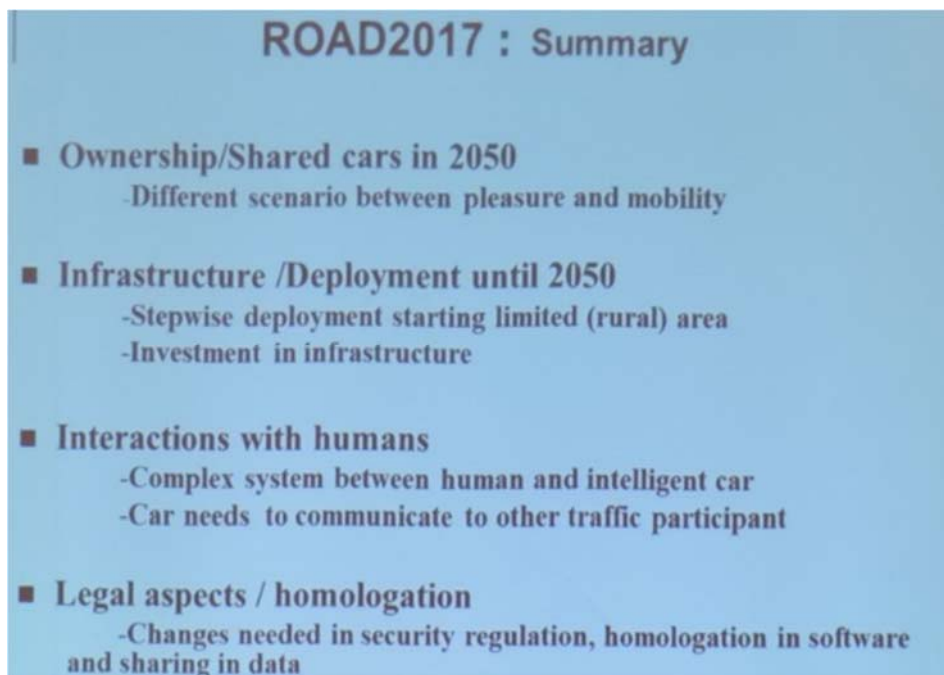 ROAD2017 : Summary
■ Ownership/Shared cars in 2050
-Different scenario between pleasure and mobility
■ Infrastructure /Deployment until 2050
-Stepwise deployment starting limited (rural) area
-Investment in infrastructure
■ Interactions with humans
-Complex system between human and intelligent car
-Car needs to communicate to other traffic participant
■ Legal aspects / homologation
-Changes needed in security regulation, homologation in software
and sharing in data